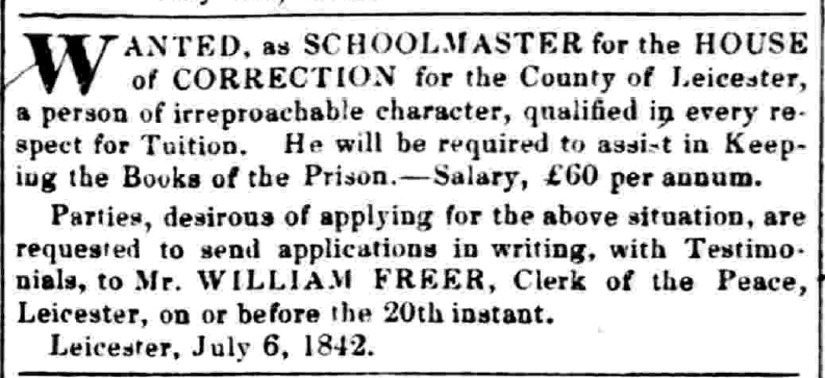 WANTED, as SCHOOLMASTER for the HOUSE
of CORRECTION for the County of Leicester,
a person of irreproachable character, qualified in every re-
spect for Tuition. He will be required to assist in Keep-
ing the Books of the Prison.—Salary, £60 per annum.
Parties, desirous of applying for the above situation, are
requested to send applications in writing, with Testimo-
nials, to Mr. WILLIAM FREER, Clerk of the Peace,
Leicester, on or before the 20th instant.
Leicester, July 6, 1842.